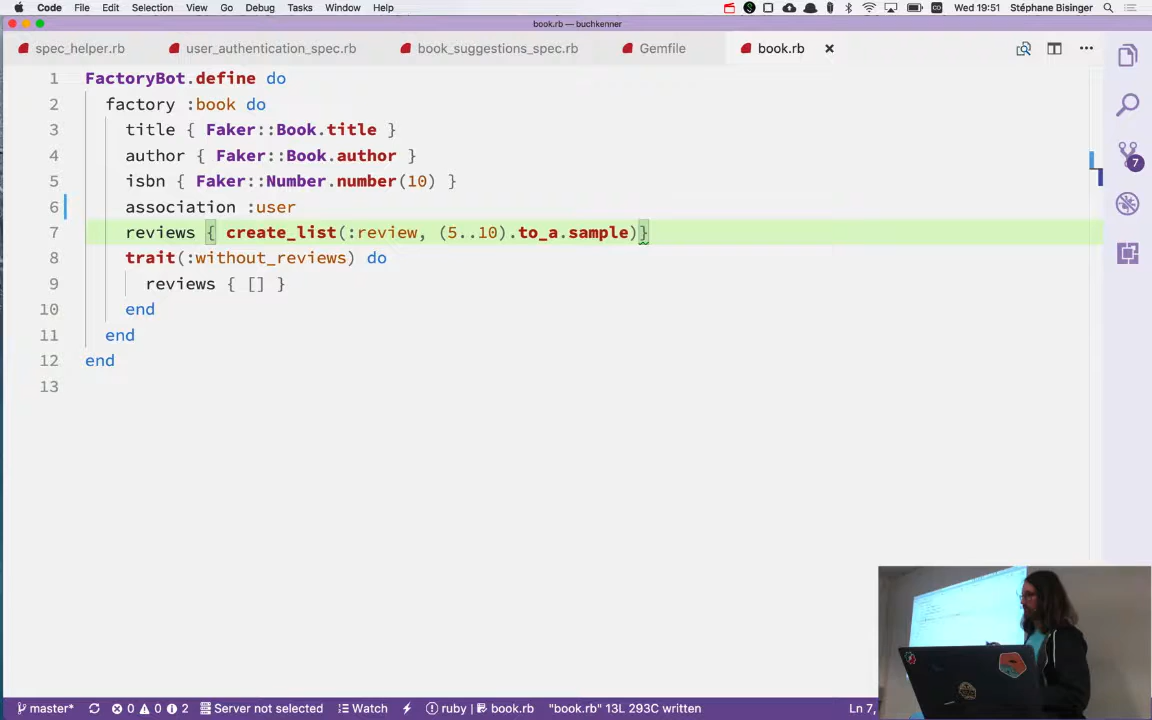 Code File Edit Selection View Go Debug Tasks Window Help Wed 19:51 Stéphane Bisinger
book.rb — buchkenner
spec_helper.rb user_authentication_spec.rb book_suggestions_spec.rb Gemfile book.rb
1 FactoryBot.define do
2 factory :book do
3 title { Faker::Book.title }
4 author { Faker::Book.author }
5 isbn { Faker::Number.number(10) }
6 association :user
7 reviews { create_list(:review, (5..10).to_a.sample)}
8 trait(:without_reviews) do
9 reviews { [] }
10 end
11 end
12 end
13
7
master* 0 0 2 Server not selected Watch ruby | book.rb "book.rb" 13L 293C written Ln 7,